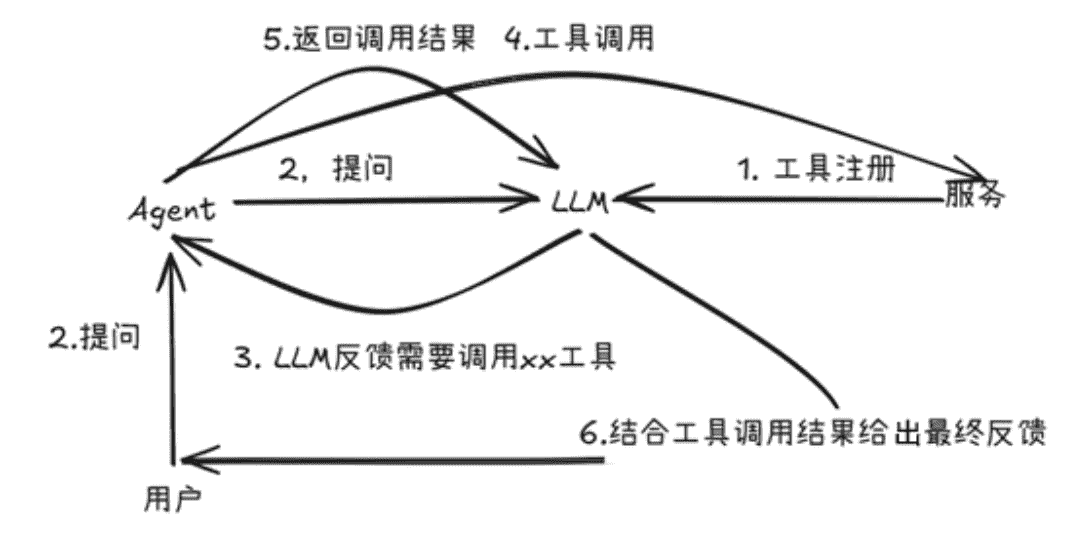 5.返回调用结果 4.工具调用
2，提问
1. 工具注册
Agent
LLM
服务
2.提问
3. LLM反馈需要调用xx工具
6.结合工具调用结果给出最终反馈
用户